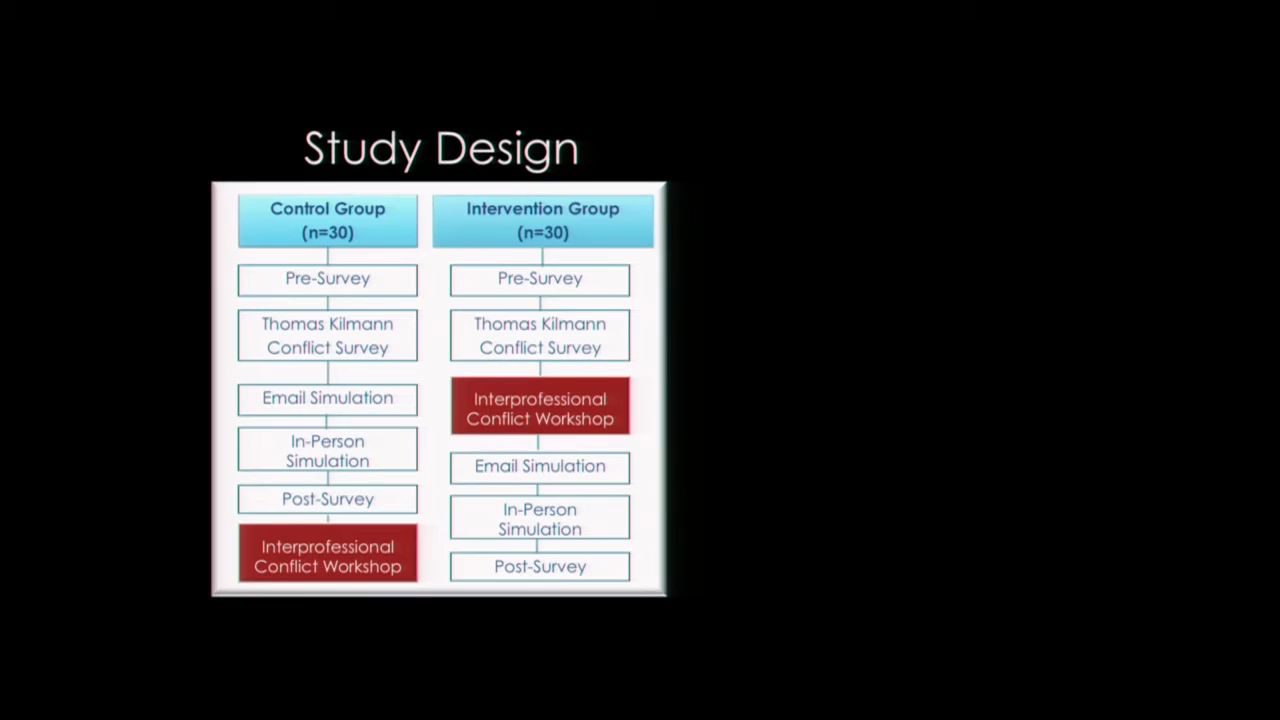 Study Design
Control Group
(n=30)
Pre-Survey
Thomas Kilmann
Conflict Survey
Email Simulation
In-Person
Simulation
Post-Survey
Interprofessional
Conflict Workshop
Intervention Group
(n=30)
Pre-Survey
Thomas Kilmann
Conflict Survey
Interprofessional
Conflict Workshop
Email Simulation
In-Person
Simulation
Post-Survey